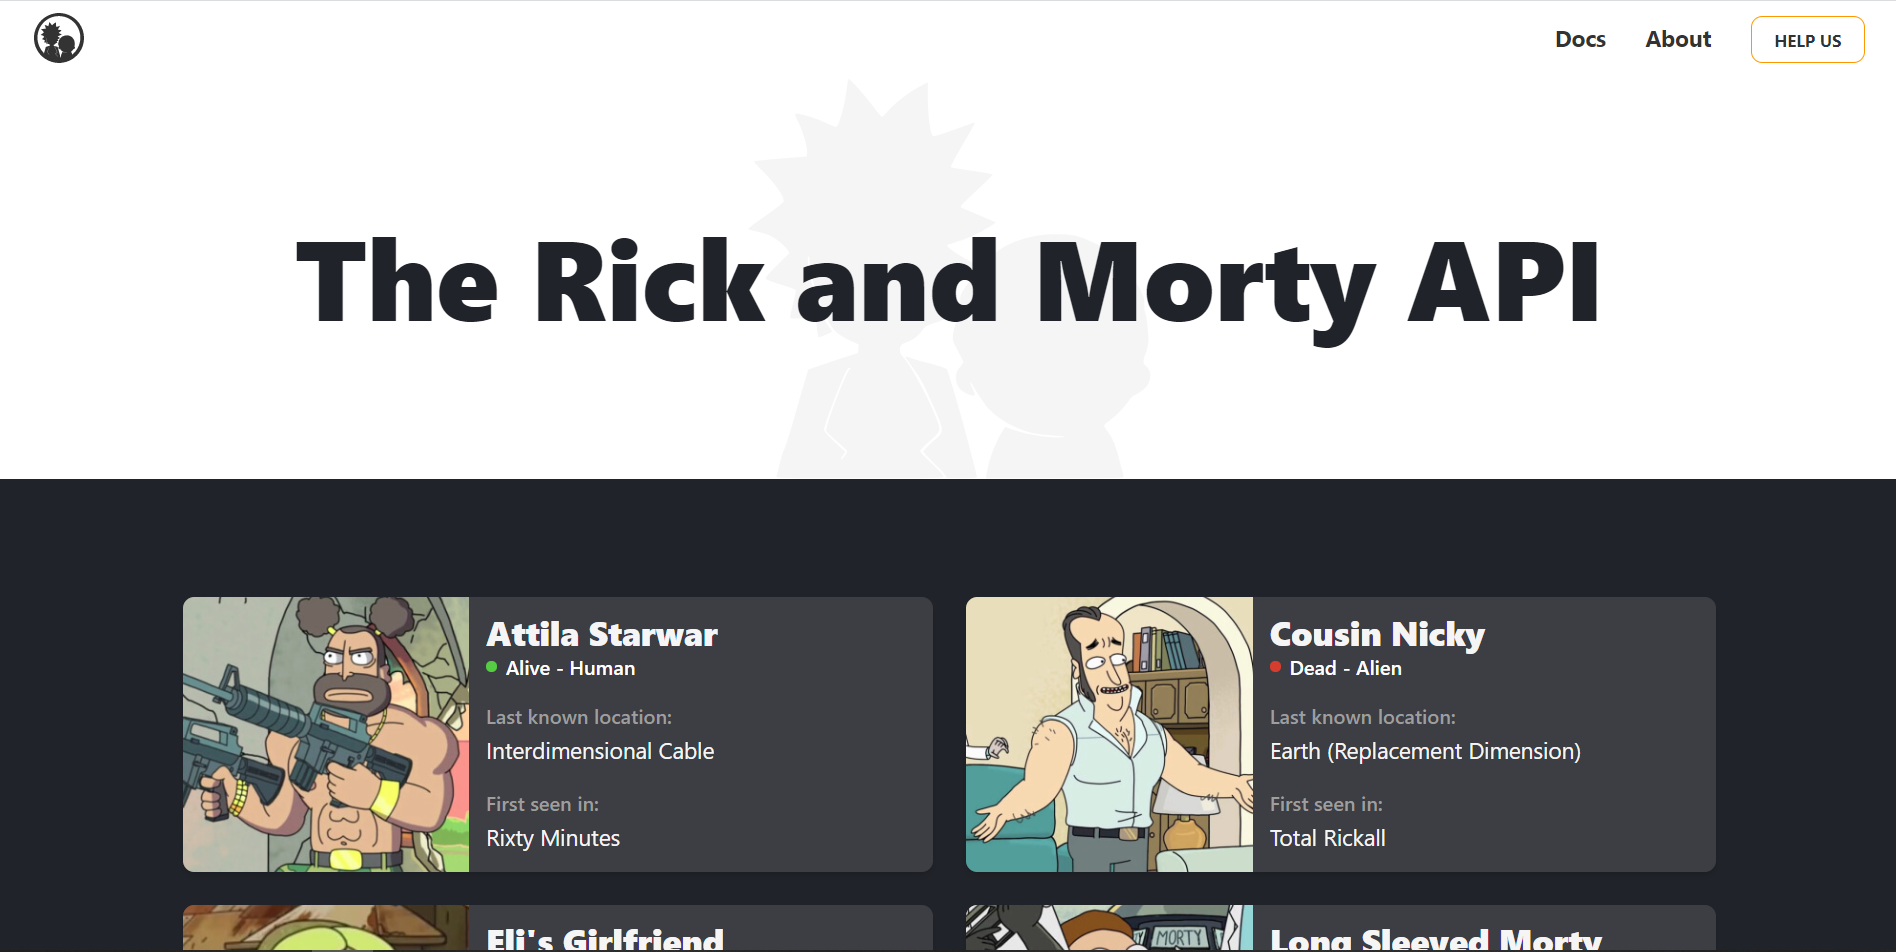 Docs
About
HELP US
The Rick and Morty API
Attila Starwar
Alive - Human
Last known location:
Interdimensional Cable
First seen in:
Rixty Minutes
Cousin Nicky
Dead - Alien
Last known location:
Earth (Replacement Dimension)
First seen in:
Total Rickall
Eli's Girlfriend
MORTY
Long Sleeved Morty